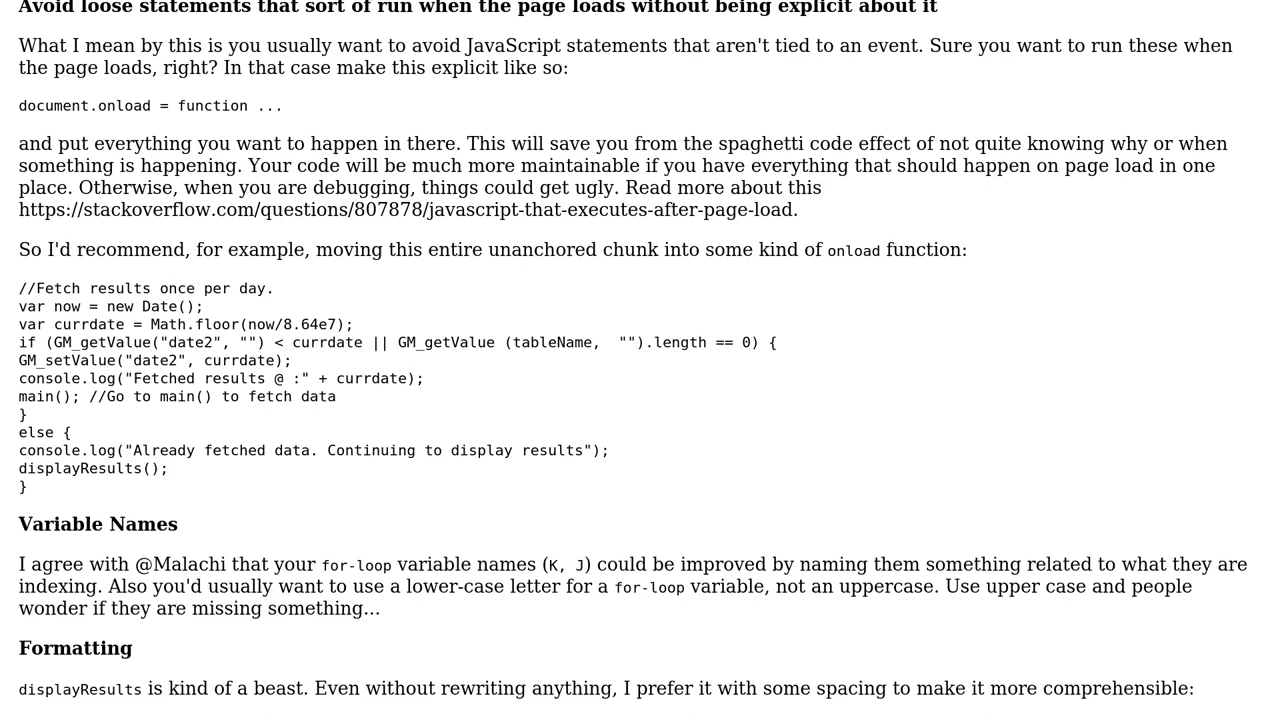 Avoid loose statements that sort of run when the page loads without being explicit about it
What I mean by this is you usually want to avoid JavaScript statements that aren't tied to an event. Sure you want to run these when
the page loads, right? In that case make this explicit like so:
document.onload = function ...
and put everything you want to happen in there. This will save you from the spaghetti code effect of not quite knowing why or when
something is happening. Your code will be much more maintainable if you have everything that should happen on page load in one
place. Otherwise, when you are debugging, things could get ugly. Read more about this
https://stackoverflow.com/questions/807878/javascript-that-executes-after-page-load.
So I'd recommend, for example, moving this entire unanchored chunk into some kind of onload function:
//Fetch results once per day.
var now = new Date();
var currdate = Math.floor(now/8.64e7);
if (GM_getValue("date2", "") < currdate || GM_getValue (tableName,  "").length == 0) {
GM_setValue("date2", currdate);
console.log("Fetched results @ :" + currdate);
main(); //Go to main() to fetch data
}
else {
console.log("Already fetched data. Continuing to display results");
displayResults();
}
Variable Names
I agree with @Malachi that your for-loop variable names (K, J) could be improved by naming them something related to what they are
indexing. Also you'd usually want to use a lower-case letter for a for-loop variable, not an uppercase. Use upper case and people
wonder if they are missing something...
Formatting
displayResults is kind of a beast. Even without rewriting anything, I prefer it with some spacing to make it more comprehensible: